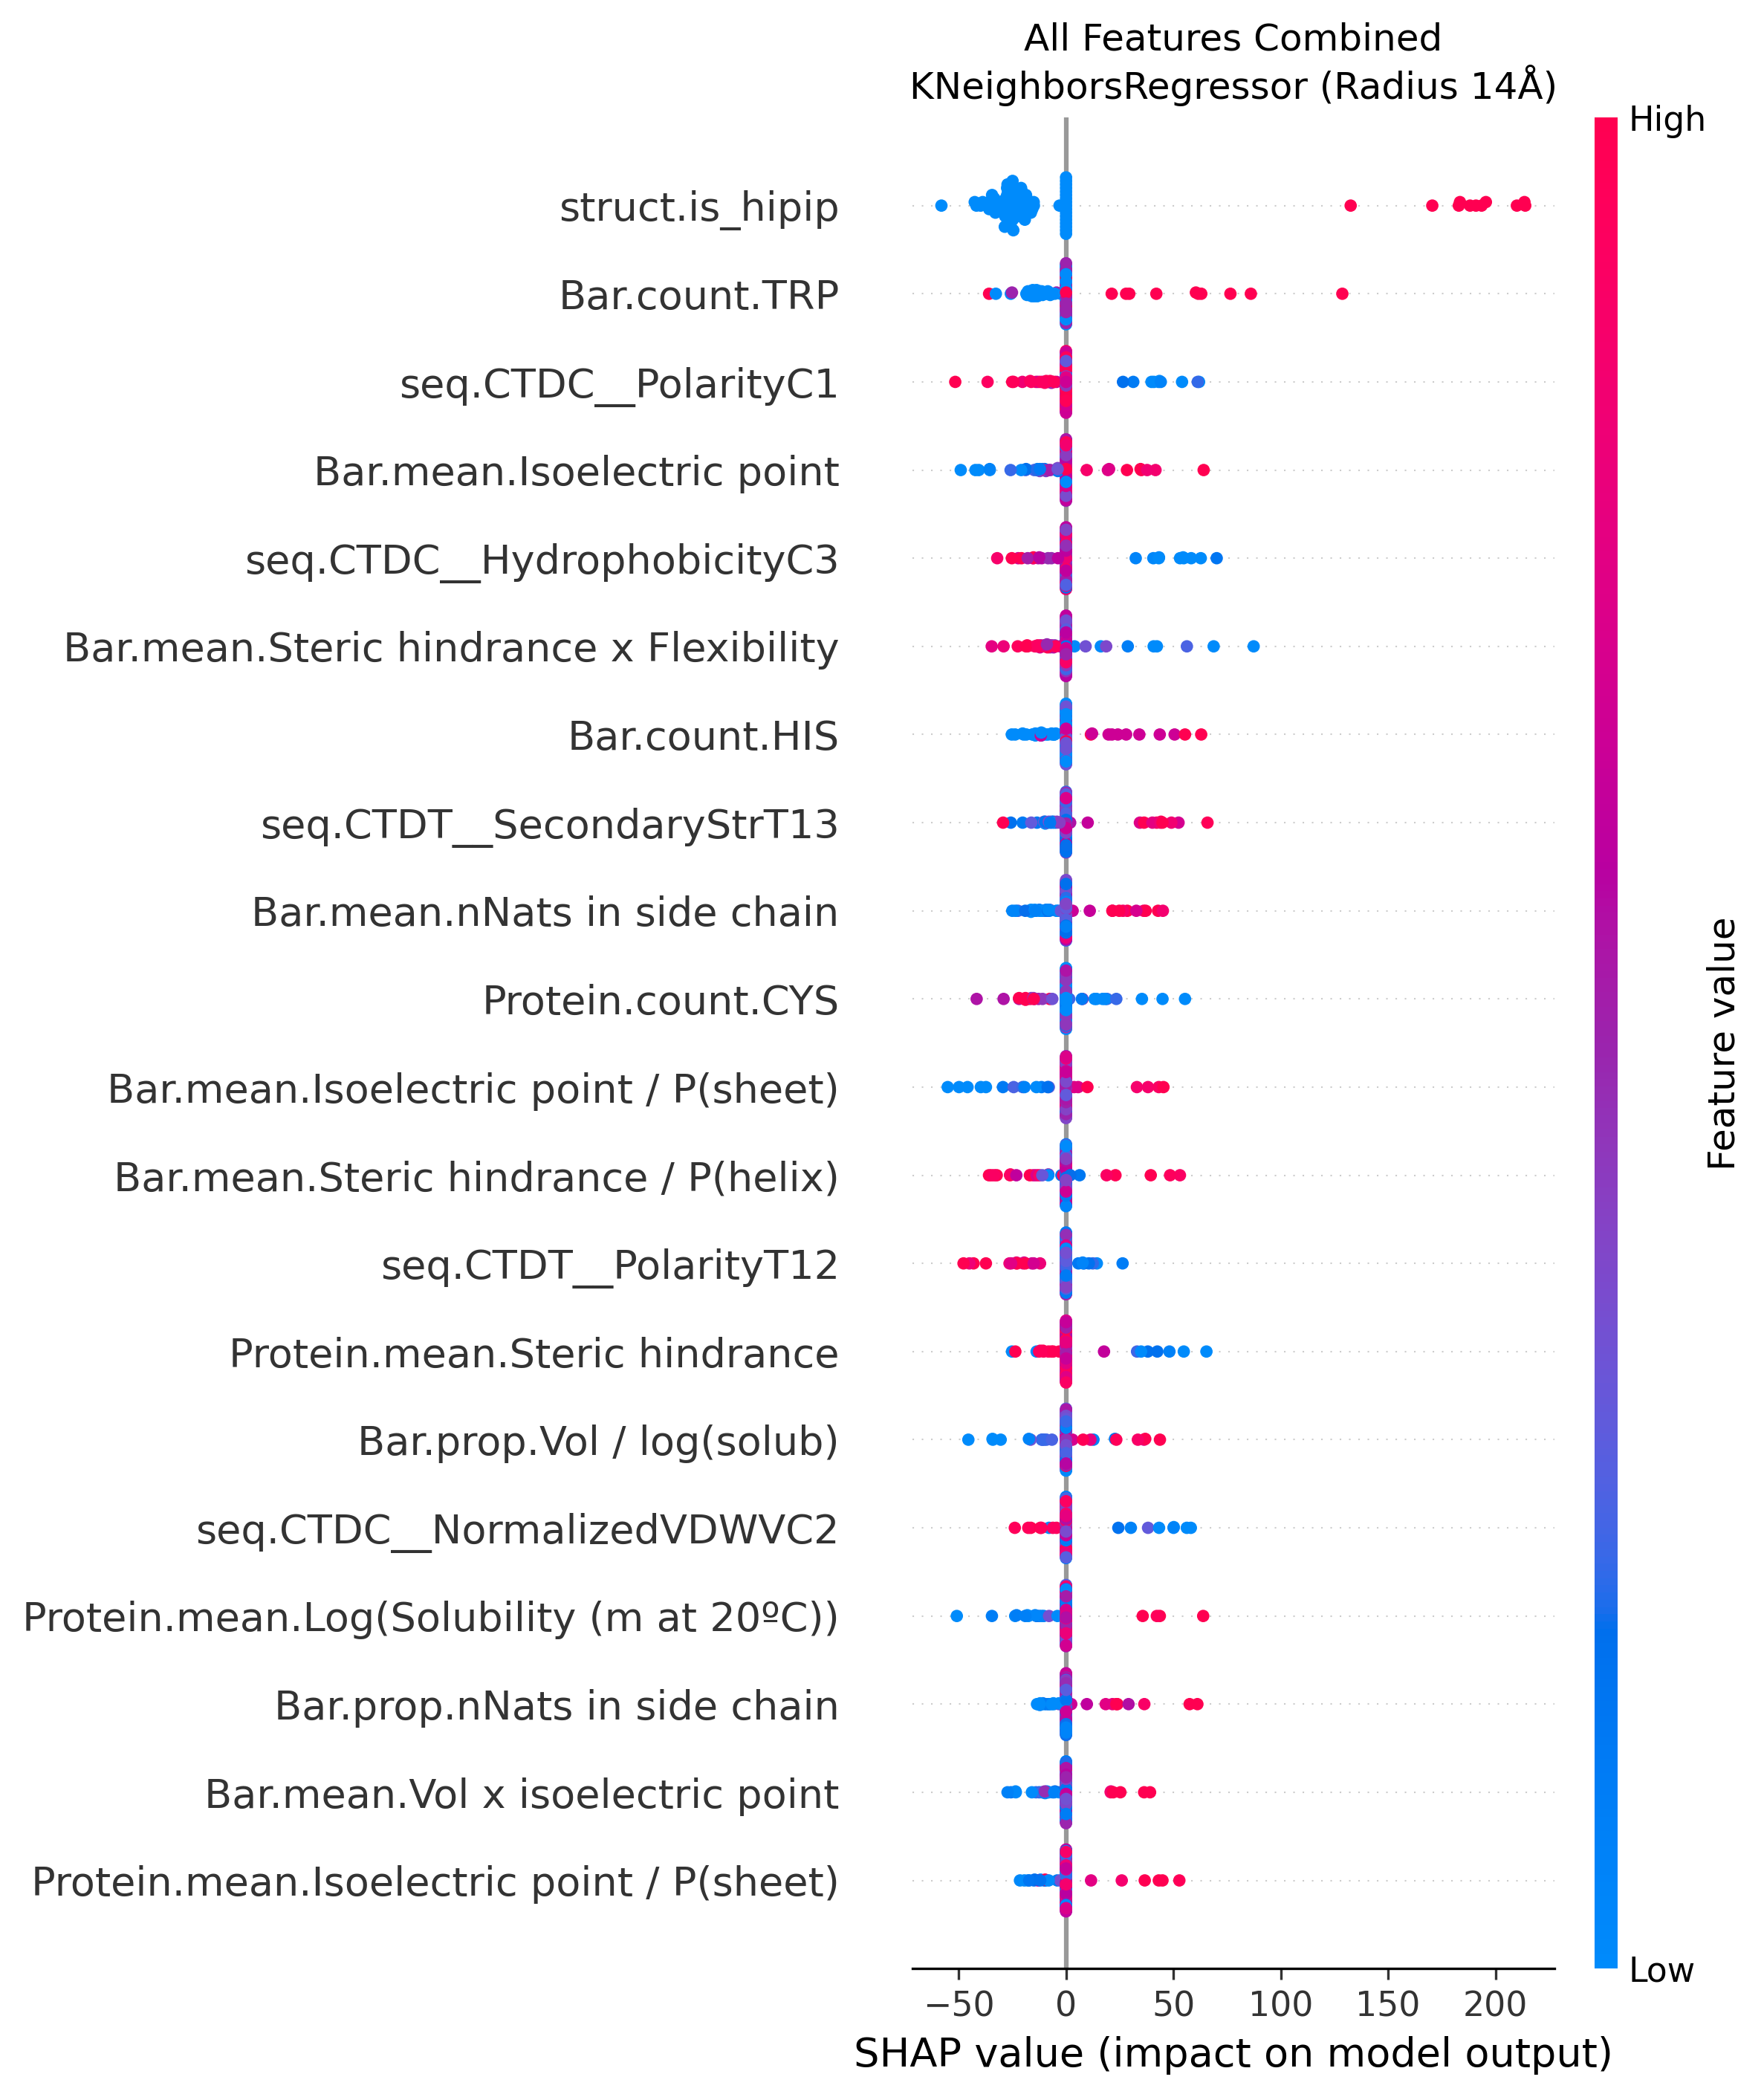 All Features Combined
KNeighborsRegressor (Radius 14Å)
High
struct.is_hipip
Bar.count.TRP
seq.CTDC__PolarityC1
Bar.mean.Isoelectric point
seq.CTDC__HydrophobicityC3
Bar.mean.Steric hindrance x Flexibility
Bar.count.HIS
seq.CTDT__SecondaryStrT13
Bar.mean.nNats in side chain
Protein.count.CYS
Bar.mean.Isoelectric point / P(sheet)
Bar.mean.Steric hindrance / P(helix)
seq.CTDT__PolarityT12
Protein.mean.Steric hindrance
Bar.prop.Vol / log(solub)
seq.CTDC__NormalizedVDWVC2
Protein.mean.Log(Solubility (m at 20ºC))
Bar.prop.nNats in side chain
Bar.mean.Vol x isoelectric point
Protein.mean.Isoelectric point / P(sheet)
Feature value
Low
−50 0 50 100 150 200
SHAP value (impact on model output)